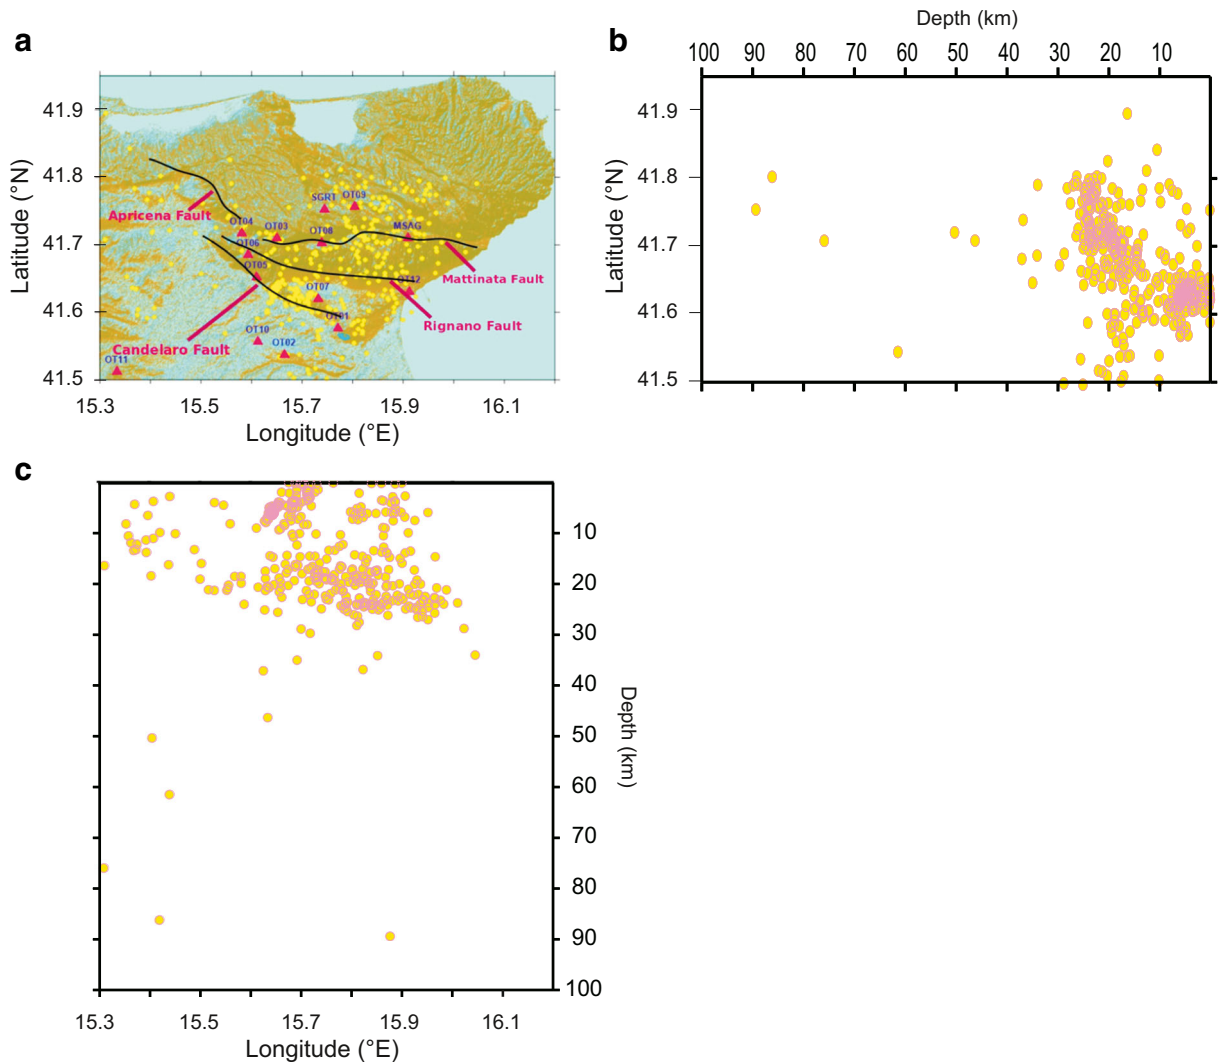 a
41.9
41.8
41.7
41.6
41.5
Latitude (°N)
Apricena Fault
SGRT
OT09
OT04
OT03
OT08
MSAG
OT06
OT05
OT07
OT12
OT01
OT10
OT02
OT11
Mattinata Fault
Rignano Fault
Candelaro Fault
15.3
15.5
15.7
15.9
16.1
Longitude (°E)
b
Depth (km)
100
90
80
70
60
50
40
30
20
10
41.9
41.8
41.7
41.6
41.5
Latitude (°N)
c
10
20
30
40
50
60
70
80
90
100
Depth (km)
15.3
15.5
15.7
15.9
16.1
Longitude (°E)